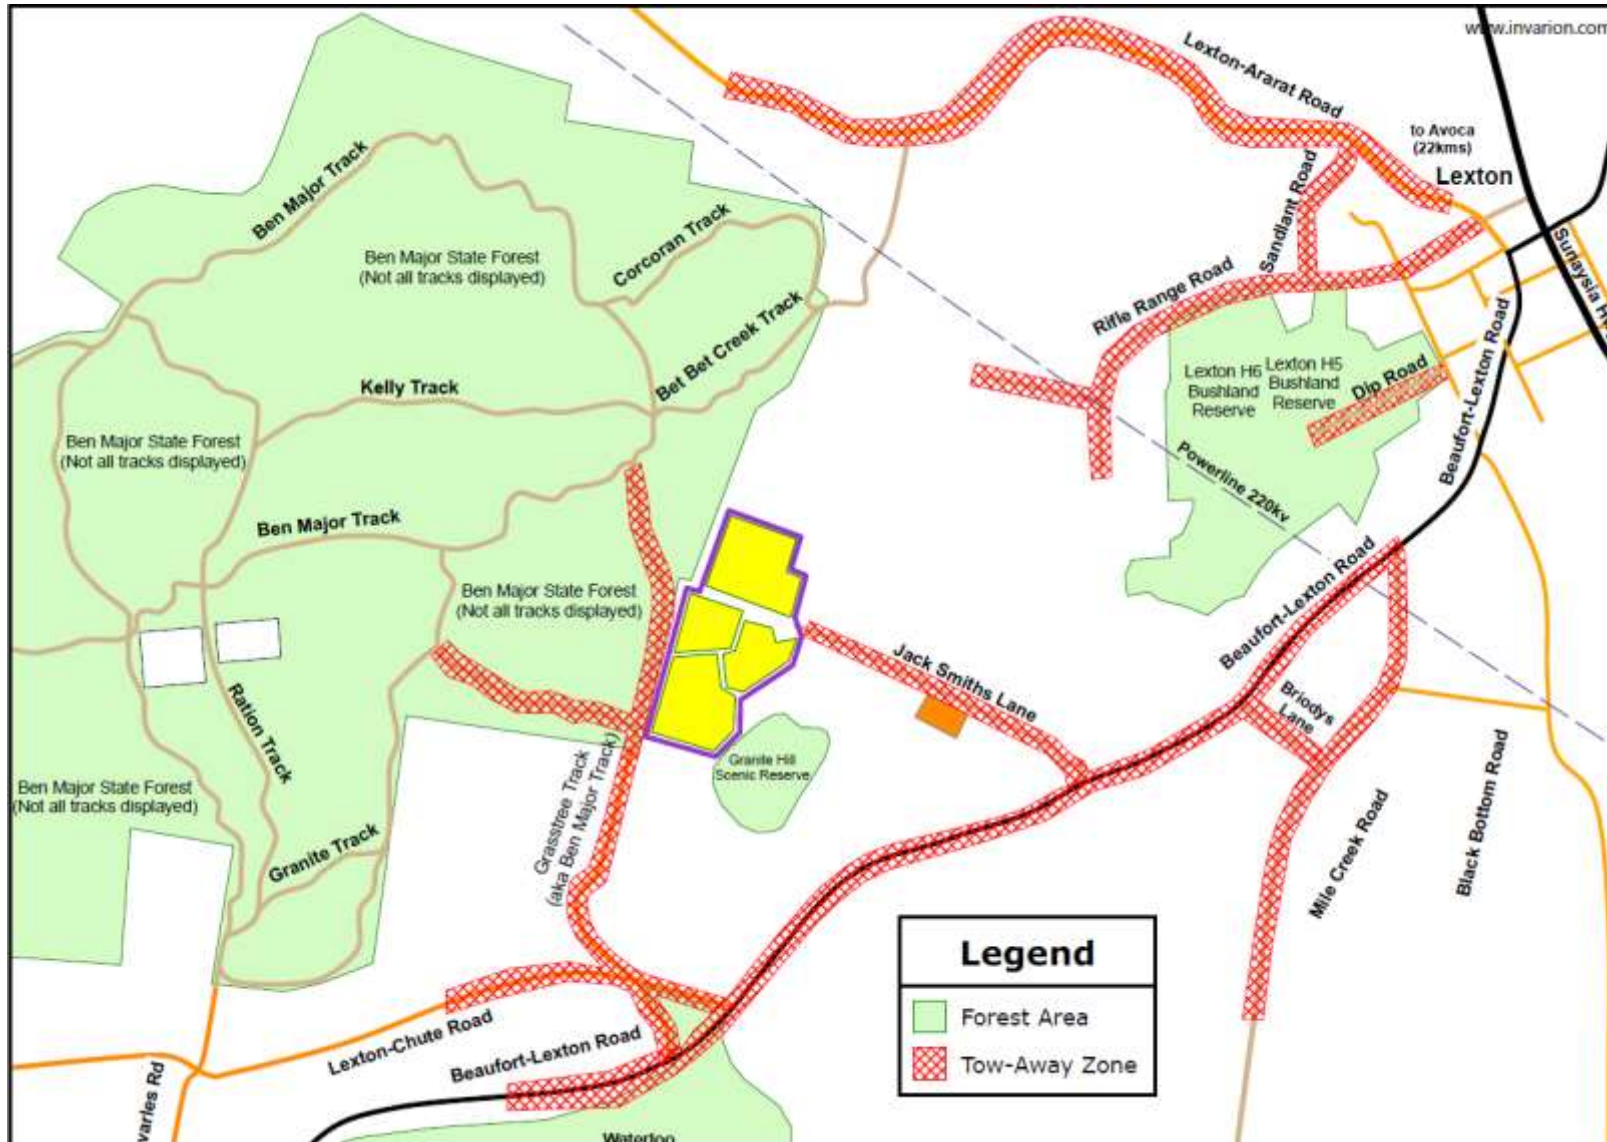 www.invarion.com
Lexton-Ararat Road
to Avoca
(22kms)
Lexton
Ben Major Track
Sandlant Road
Corcoran Track
Ben Major State Forest
(Not all tracks displayed)
Rifle Range Road
Bet Bet Creek Track
Beaufort-Lexton Road
Lexton H6
Bushland
Reserve
Lexton H5
Bushland
Reserve
Dip Road
Kelly Track
Ben Major State Forest
(Not all tracks displayed)
Powerline 220kv
Ben Major Track
Ben Major State Forest
(Not all tracks displayed)
Beaufort-Lexton Road
Jack Smiths Lane
Briodys
Lane
Ration Track
Granite Hill
Scenic Reserve
Grasstree Track
(aka Ben Major Track)
Ben Major State Forest
(Not all tracks displayed)
Granite Track
Mile Creek Road
Black Bottom Road
Legend
Forest Area
Tow-Away Zone
Lexton-Chute Road
Beaufort-Lexton Road
varles Rd
Waterloo